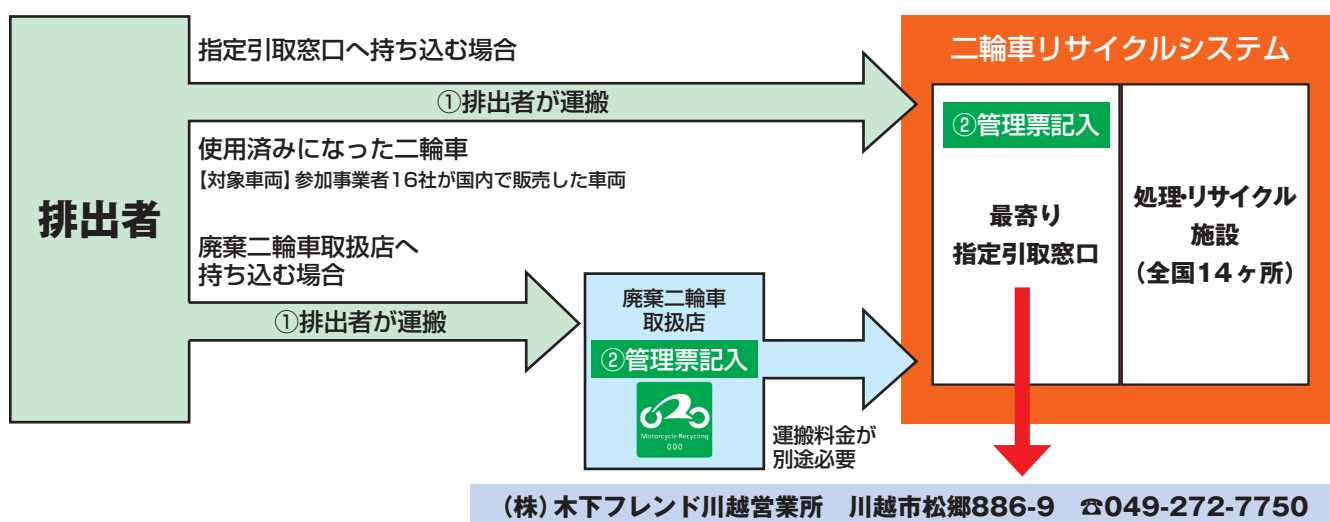 指定引取窓口へ持ち込む場合
①排出者が運搬
使用済みになった二輪車
【対象車両】参加事業者16社が国内で販売した車両
排出者
廃棄二輪車取扱店へ
持ち込む場合
①排出者が運搬
廃棄二輪車
取扱店
②管理票記入
Motorcycle Recycling
000
運搬料金が
別途必要
二輪車リサイクルシステム
②管理票記入
最寄り
指定引取窓口
処理・リサイクル
施設
(全国14ヶ所)
(株)木下フレンド川越営業所 川越市松郷886-9 ☎049-272-7750